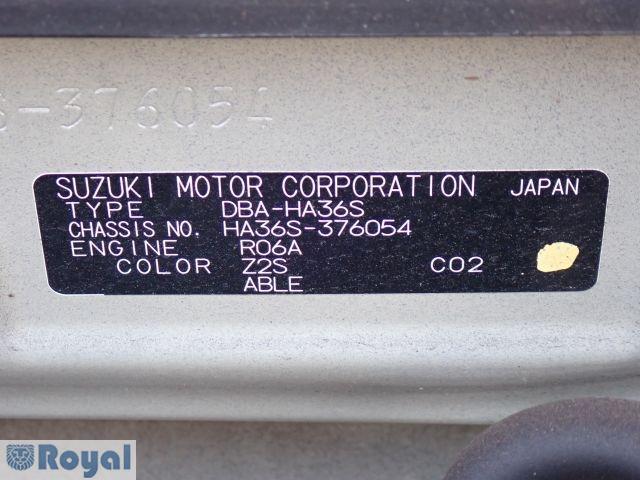 S-376054
SUZUKI MOTOR CORPORATION JAPAN
TYPE DBA-HA36S
CHASSIS NO. HA36S-376054
ENGINE R06A
COLOR Z2S C02
ABLE
Royal